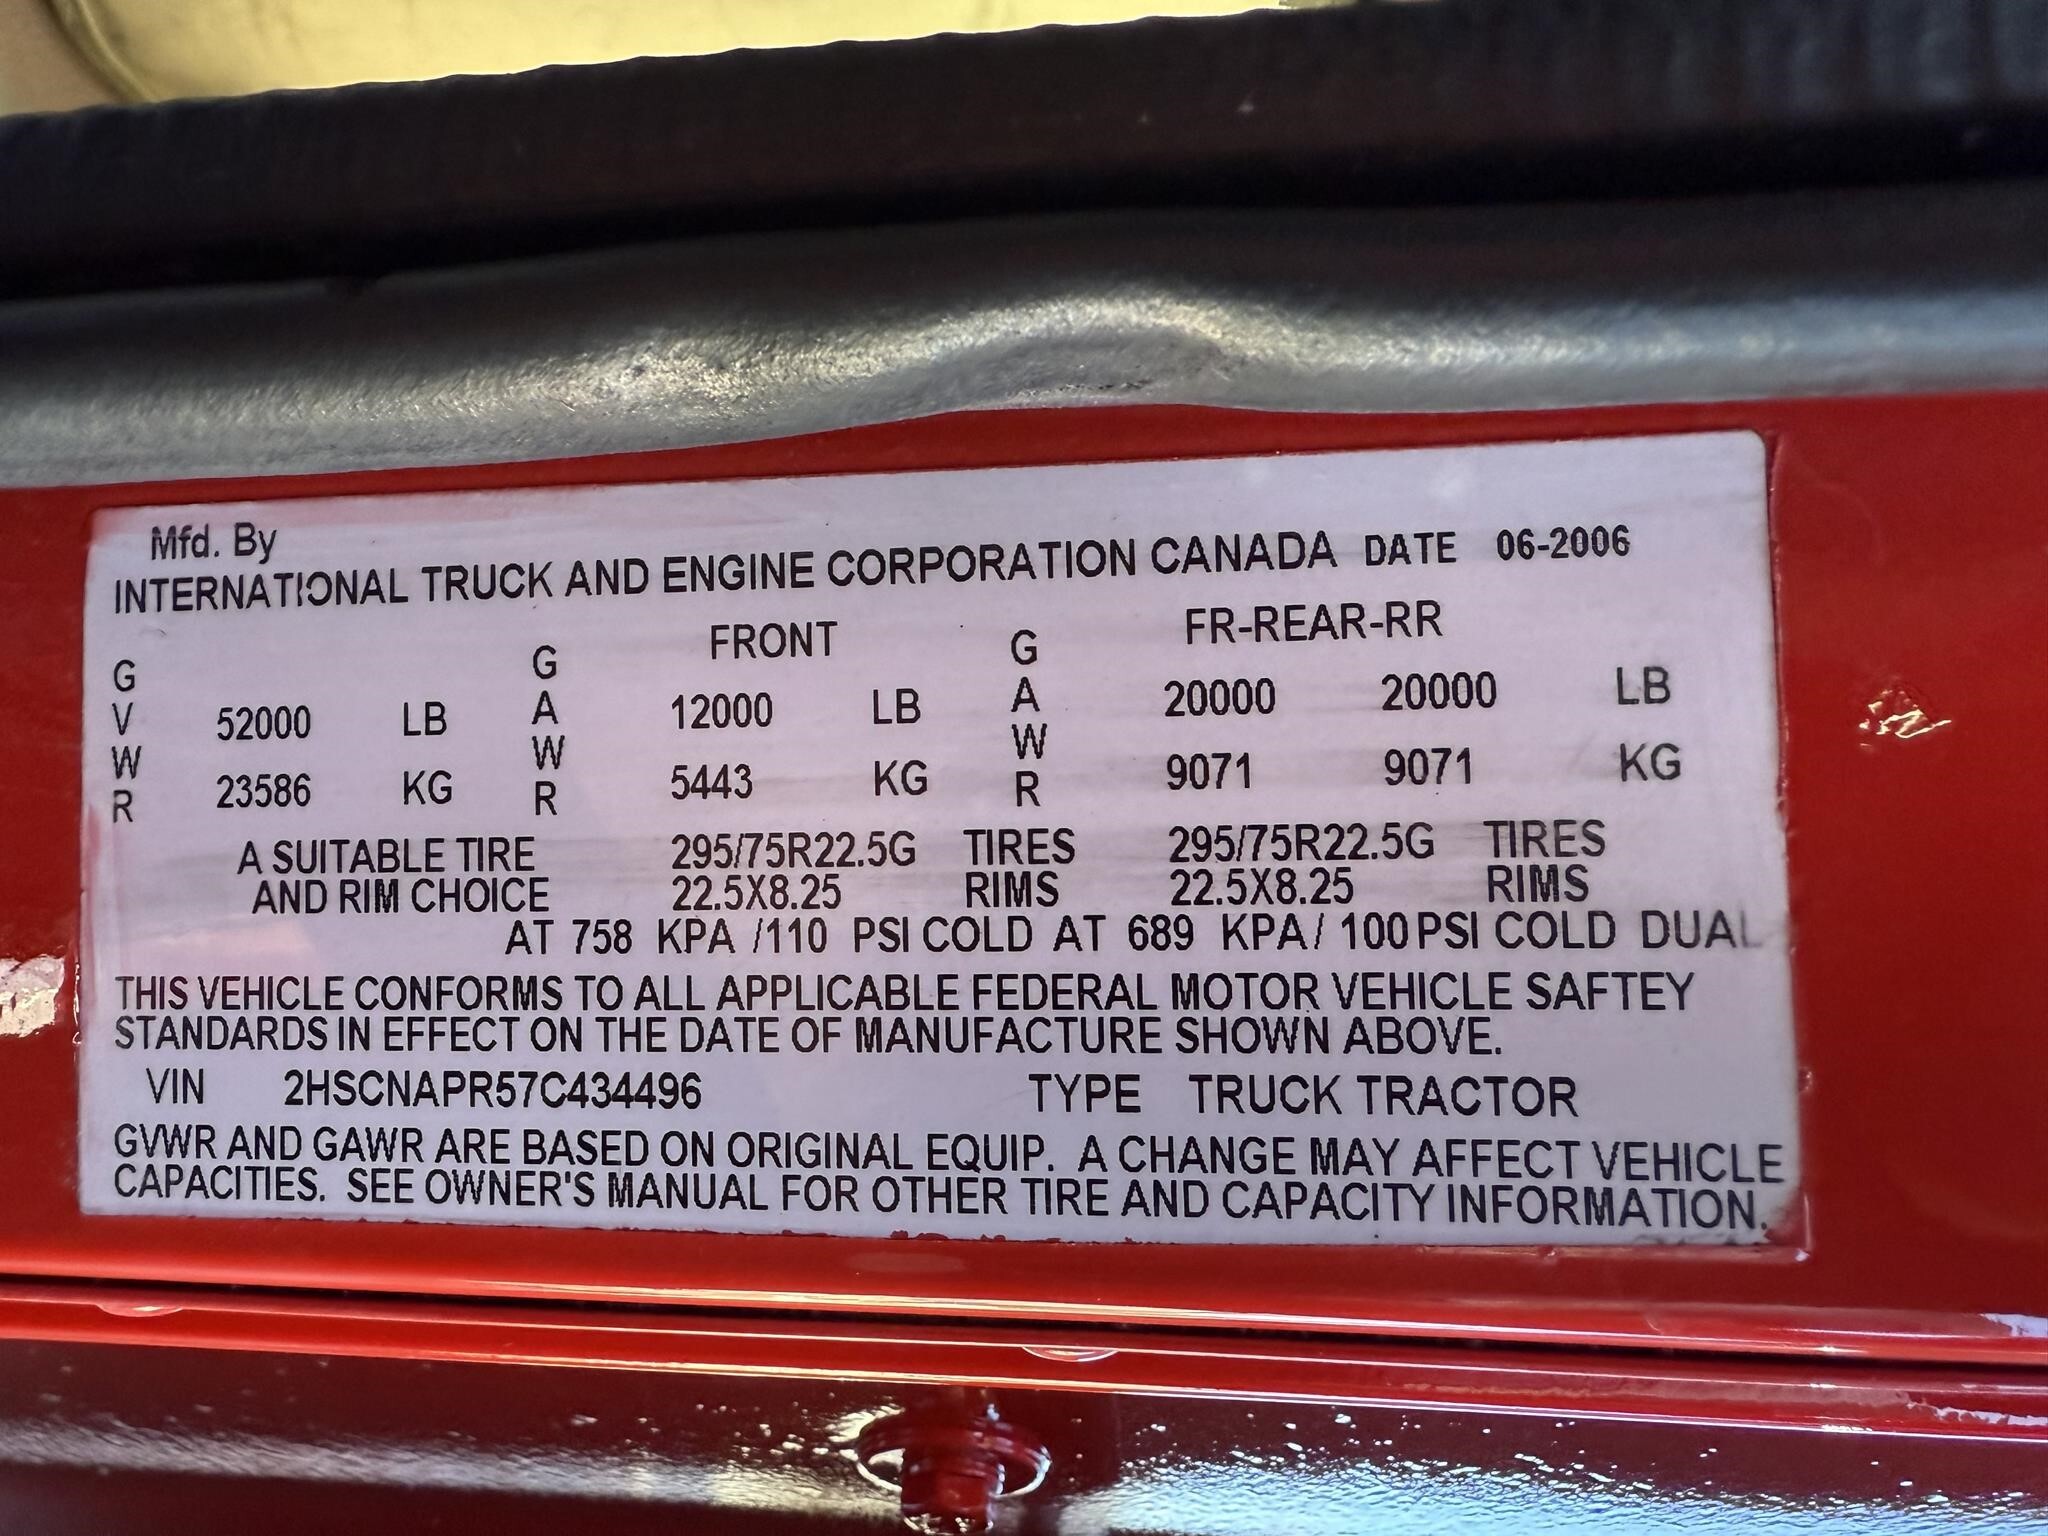 Mfd. By
INTERNATIONAL TRUCK AND ENGINE CORPORATION CANADA DATE 06-2006
FRONT FR-REAR-RR
GVWR 52000 LB GAWR 12000 LB GAWR 20000 20000 LB
23586 KG 5443 KG 9071 9071 KG
A SUITABLE TIRE 295/75R22.5G TIRES 295/75R22.5G TIRES
AND RIM CHOICE 22.5X8.25 RIMS 22.5X8.25 RIMS
AT 758 KPA /110 PSI COLD AT 689 KPA/ 100 PSI COLD DUAL
THIS VEHICLE CONFORMS TO ALL APPLICABLE FEDERAL MOTOR VEHICLE SAFTEY
STANDARDS IN EFFECT ON THE DATE OF MANUFACTURE SHOWN ABOVE.
VIN 2HSCNAPR57C434496 TYPE TRUCK TRACTOR
GVWR AND GAWR ARE BASED ON ORIGINAL EQUIP. A CHANGE MAY AFFECT VEHICLE
CAPACITIES. SEE OWNER'S MANUAL FOR OTHER TIRE AND CAPACITY INFORMATION.